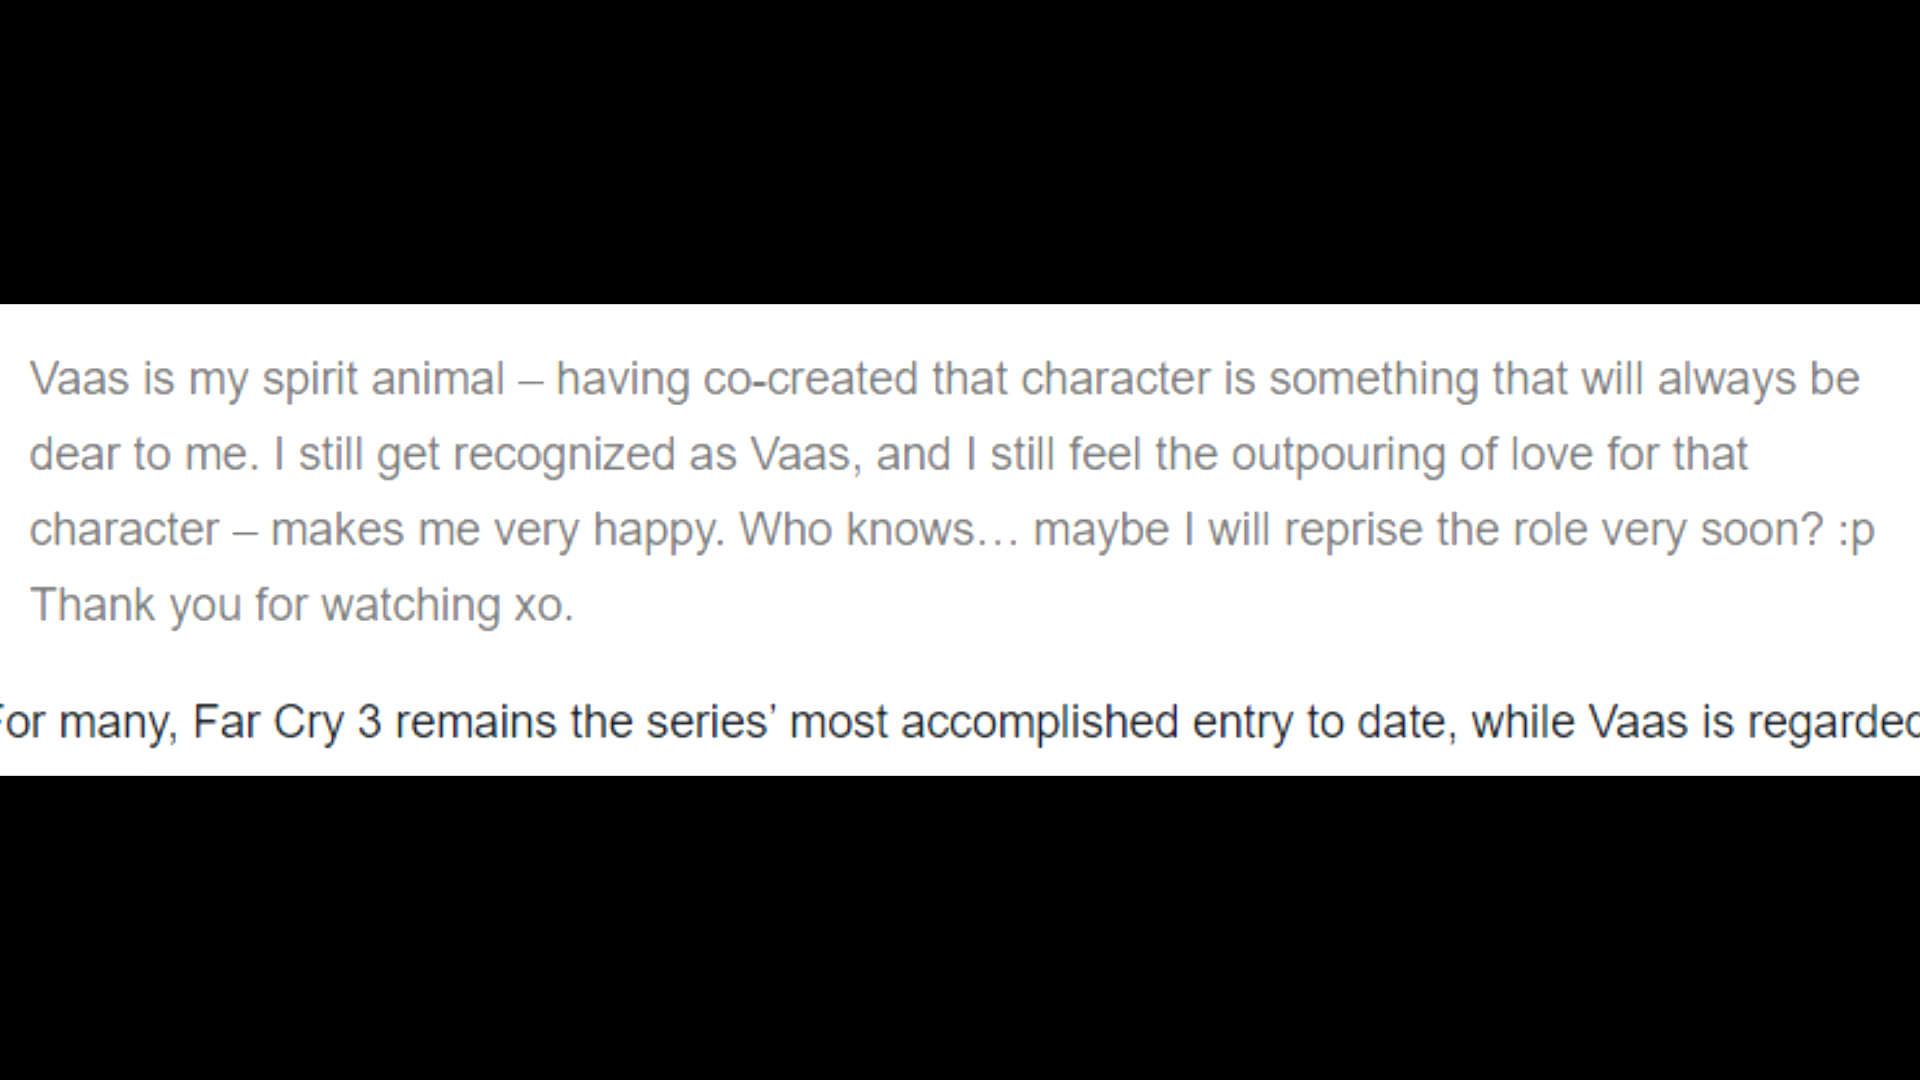 Vaas is my spirit animal – having co-created that character is something that will always be
dear to me. I still get recognized as Vaas, and I still feel the outpouring of love for that
character – makes me very happy. Who knows… maybe I will reprise the role very soon? :p
Thank you for watching xo.
For many, Far Cry 3 remains the series’ most accomplished entry to date, while Vaas is regarded